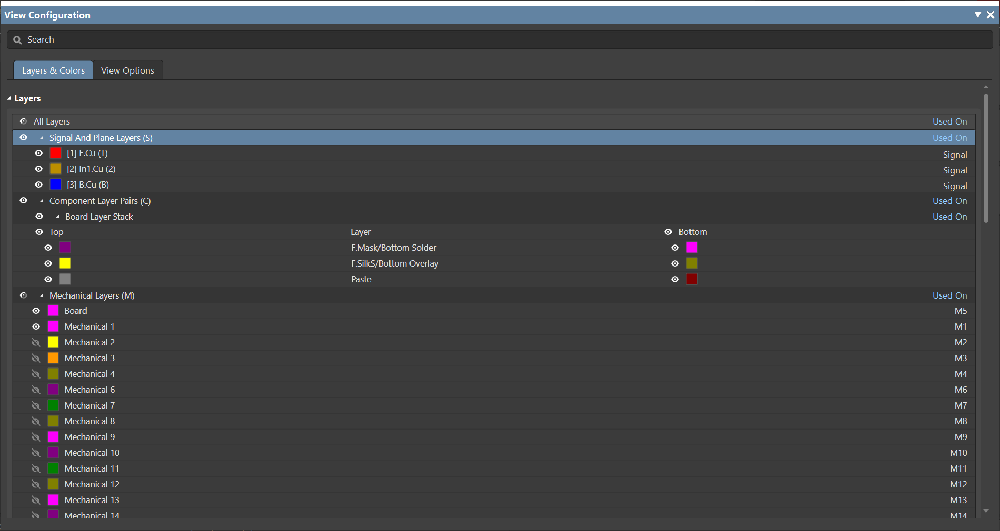 View Configuration
Search
Layers & Colors View Options
Layers
All Layers Used On
Signal And Plane Layers (S) Used On
[1] F.Cu (T) Signal
[2] In1.Cu (2) Signal
[3] B.Cu (B) Signal
Component Layer Pairs (C) Used On
Board Layer Stack Used On
Top Layer Bottom
F.Mask/Bottom Solder
F.SilkS/Bottom Overlay
Paste
Mechanical Layers (M) Used On
Board M5
Mechanical 1 M1
Mechanical 2 M2
Mechanical 3 M3
Mechanical 4 M4
Mechanical 6 M6
Mechanical 7 M7
Mechanical 8 M8
Mechanical 9 M9
Mechanical 10 M10
Mechanical 11 M11
Mechanical 12 M12
Mechanical 13 M13
Mechanical 14 M14